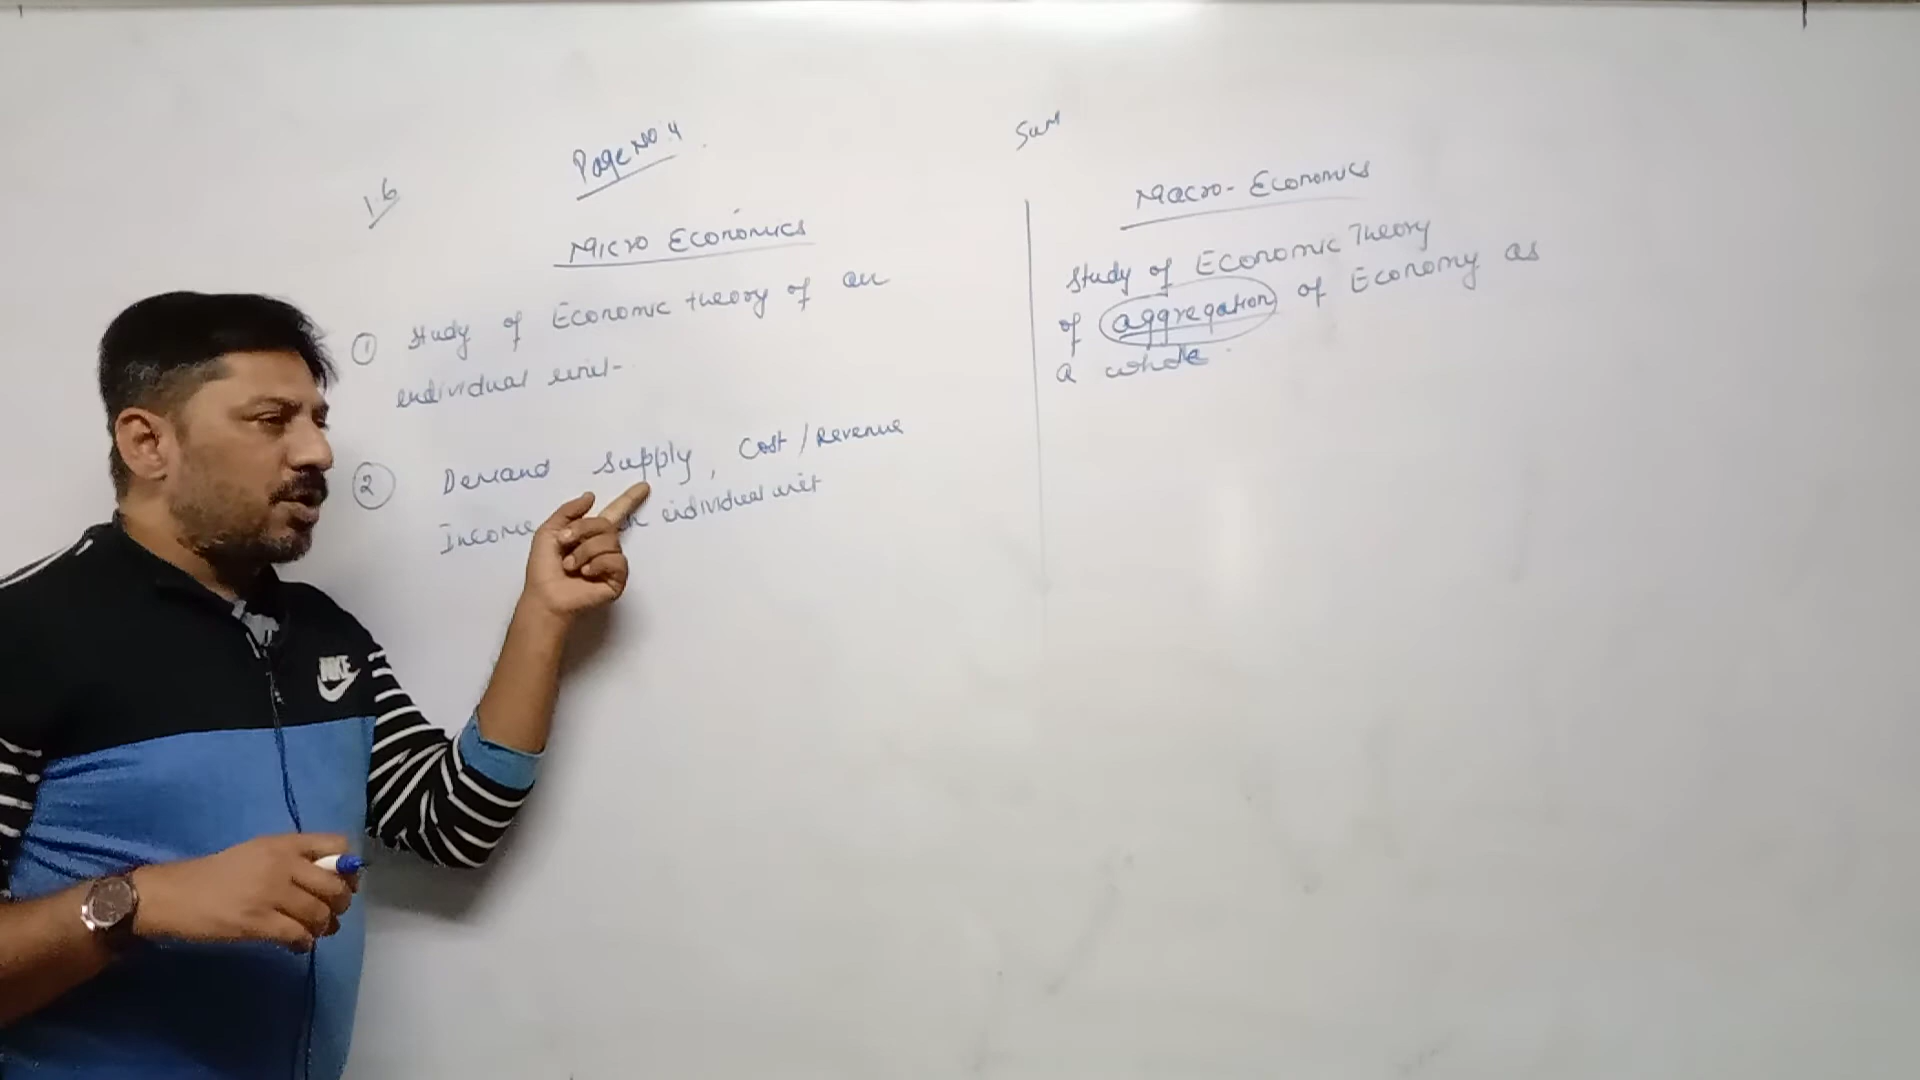 Page No 4
1.6
Micro Economics
① Study of Economic theory of an
individual unit-
② Demand Supply, Cost / Revenue
Income individual unit
Sum
Macro-Economics
Study of Economic Theory
of aggregation of Economy as
a whole.
NIKE